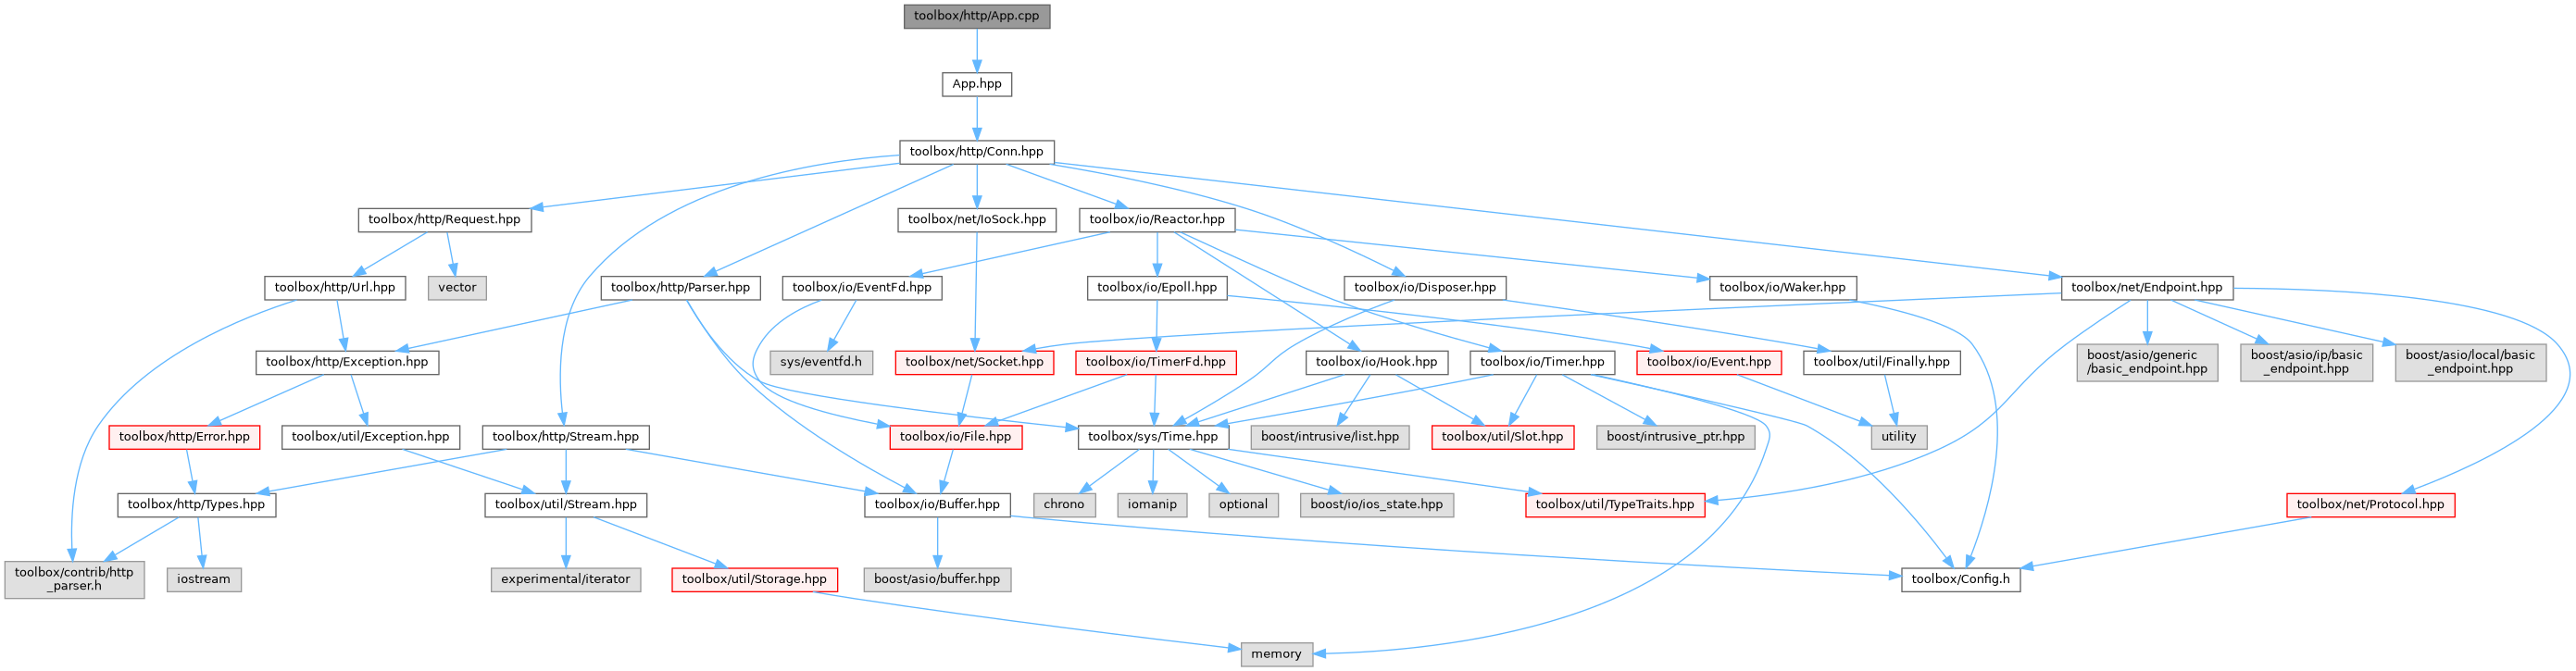 toolbox/http/App.cpp
App.hpp
toolbox/http/Conn.hpp
toolbox/http/Request.hpp
toolbox/net/IoSock.hpp
toolbox/io/Reactor.hpp
toolbox/http/Url.hpp
vector
toolbox/http/Parser.hpp
toolbox/io/EventFd.hpp
toolbox/io/Epoll.hpp
toolbox/io/Disposer.hpp
toolbox/io/Waker.hpp
toolbox/net/Endpoint.hpp
toolbox/http/Exception.hpp
sys/eventfd.h
toolbox/net/Socket.hpp
toolbox/io/TimerFd.hpp
toolbox/io/Hook.hpp
toolbox/io/Timer.hpp
toolbox/io/Event.hpp
toolbox/util/Finally.hpp
boost/asio/generic
/basic_endpoint.hpp
boost/asio/ip/basic
_endpoint.hpp
boost/asio/local/basic
_endpoint.hpp
toolbox/http/Error.hpp
toolbox/util/Exception.hpp
toolbox/http/Stream.hpp
toolbox/io/File.hpp
toolbox/sys/Time.hpp
boost/intrusive/list.hpp
toolbox/util/Slot.hpp
boost/intrusive_ptr.hpp
utility
toolbox/http/Types.hpp
toolbox/util/Stream.hpp
toolbox/io/Buffer.hpp
chrono
iomanip
optional
boost/io/ios_state.hpp
toolbox/util/TypeTraits.hpp
toolbox/net/Protocol.hpp
toolbox/contrib/http
_parser.h
iostream
experimental/iterator
toolbox/util/Storage.hpp
boost/asio/buffer.hpp
toolbox/Config.h
memory